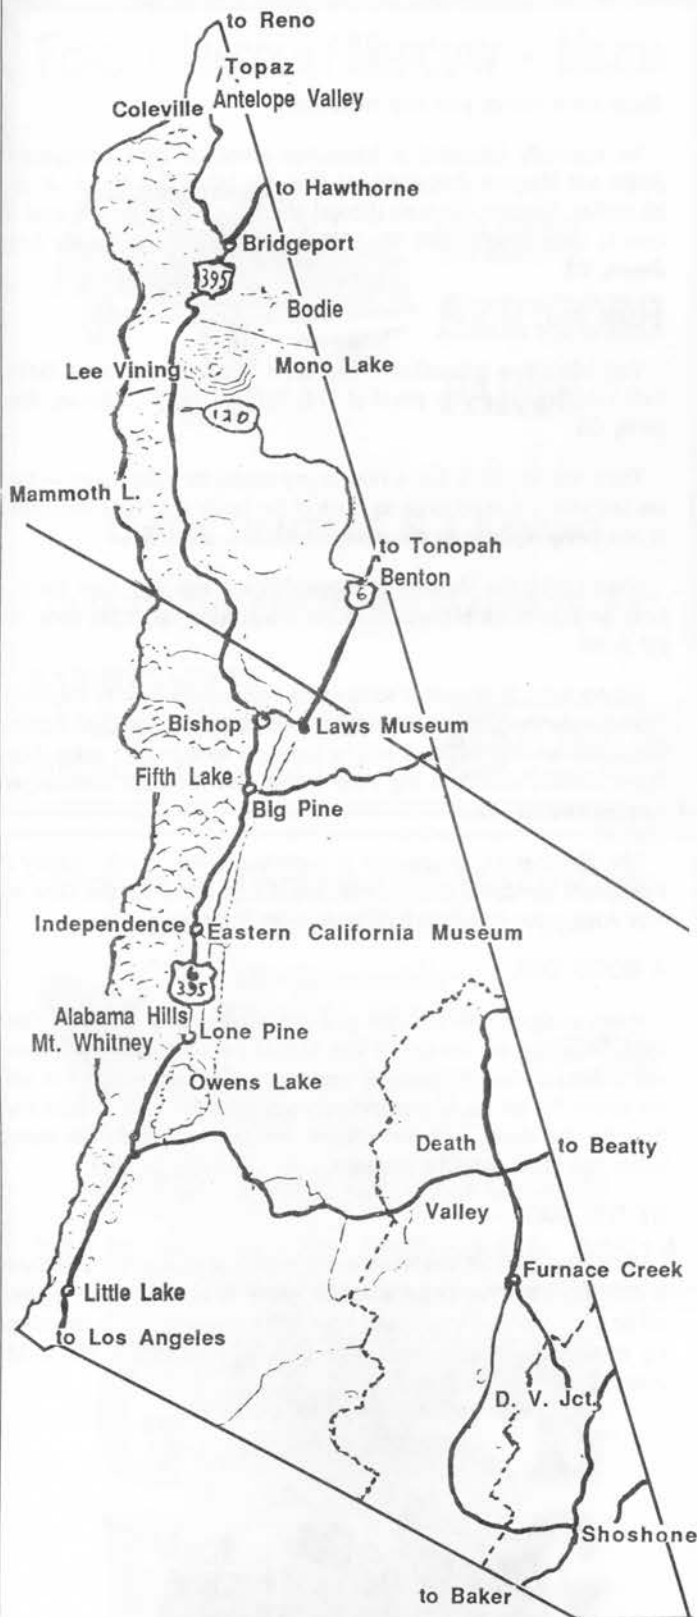 to Reno
Topaz
Antelope Valley
Coleville
to Hawthorne
Bridgeport
395
Bodie
Mono Lake
Lee Vining
120
Mammoth L.
to Tonopah
Benton
6
Bishop
Laws Museum
Fifth Lake
Big Pine
Independence
Eastern California Museum
6
395
Alabama Hills
Mt. Whitney
Lone Pine
Owens Lake
Death
to Beatty
Valley
Furnace Creek
Little Lake
to Los Angeles
D. V. Jct.
Shoshone
to Baker